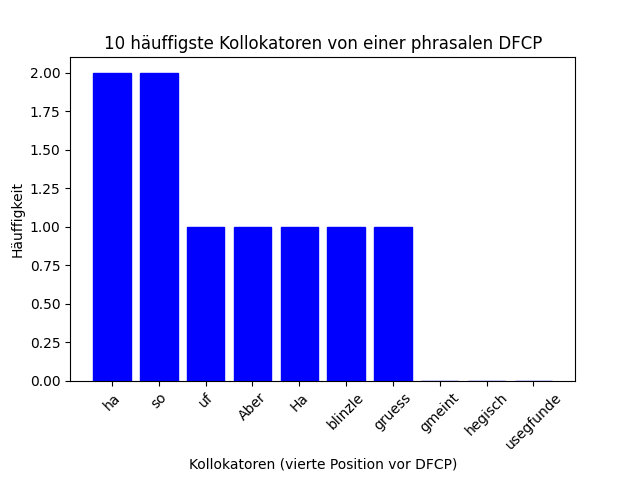 10 häuffigste Kollokatoren von einer phrasalen DFCP
Häuffigkeit
2.00
1.75
1.50
1.25
1.00
0.75
0.50
0.25
0.00
ha
so
uf
Aber
Ha
blinzle
gruess
gmeint
hegisch
usegfunde
Kollokatoren (vierte Position vor DFCP)